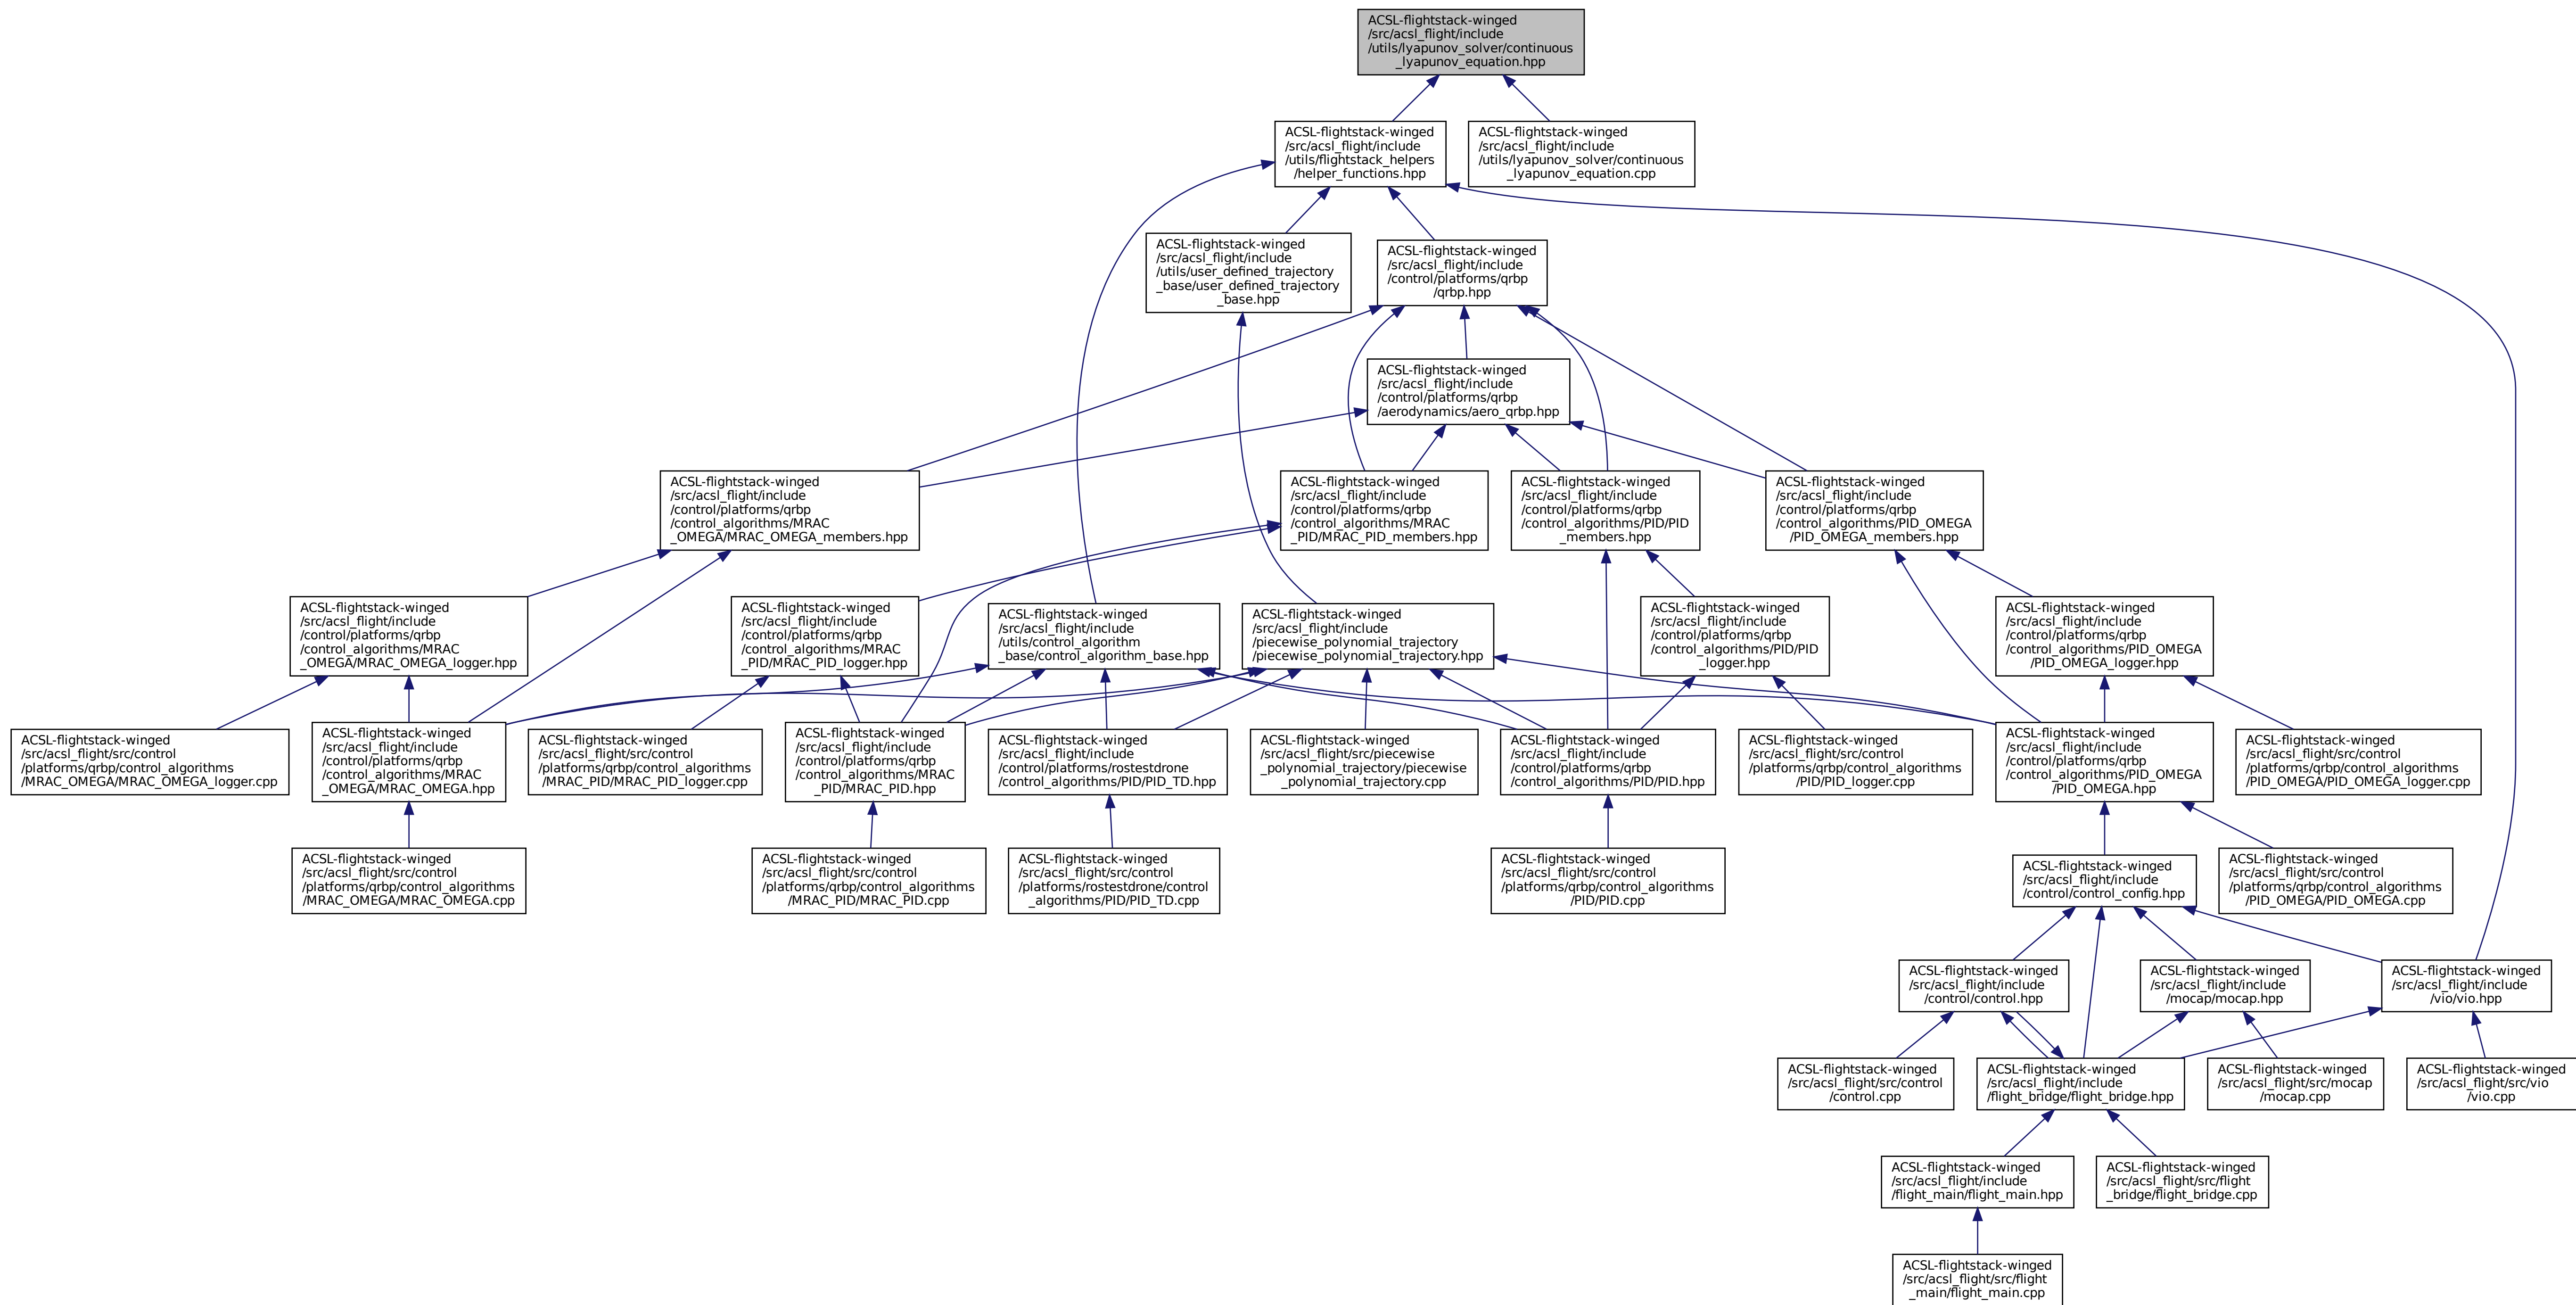 ACSL-flightstack-winged
/src/acsl_flight/include
/utils/lyapunov_solver/continuous
_lyapunov_equation.hpp
ACSL-flightstack-winged
/src/acsl_flight/include
/utils/flightstack_helpers
/helper_functions.hpp
ACSL-flightstack-winged
/src/acsl_flight/include
/utils/lyapunov_solver/continuous
_lyapunov_equation.cpp
ACSL-flightstack-winged
/src/acsl_flight/include
/utils/user_defined_trajectory
_base/user_defined_trajectory
_base.hpp
ACSL-flightstack-winged
/src/acsl_flight/include
/control/platforms/qrbp
/qrbp.hpp
ACSL-flightstack-winged
/src/acsl_flight/include
/control/platforms/qrbp
/aerodynamics/aero_qrbp.hpp
ACSL-flightstack-winged
/src/acsl_flight/include
/control/platforms/qrbp
/control_algorithms/MRAC
_OMEGA/MRAC_OMEGA_members.hpp
ACSL-flightstack-winged
/src/acsl_flight/include
/control/platforms/qrbp
/control_algorithms/MRAC
_PID/MRAC_PID_members.hpp
ACSL-flightstack-winged
/src/acsl_flight/include
/control/platforms/qrbp
/control_algorithms/PID/PID
_members.hpp
ACSL-flightstack-winged
/src/acsl_flight/include
/control/platforms/qrbp
/control_algorithms/PID_OMEGA
/PID_OMEGA_members.hpp
ACSL-flightstack-winged
/src/acsl_flight/include
/control/platforms/qrbp
/control_algorithms/MRAC
_OMEGA/MRAC_OMEGA_logger.hpp
ACSL-flightstack-winged
/src/acsl_flight/include
/control/platforms/qrbp
/control_algorithms/MRAC
_PID/MRAC_PID_logger.hpp
ACSL-flightstack-winged
/src/acsl_flight/include
/utils/control_algorithm
_base/control_algorithm_base.hpp
ACSL-flightstack-winged
/src/acsl_flight/include
/piecewise_polynomial_trajectory
/piecewise_polynomial_trajectory.hpp
ACSL-flightstack-winged
/src/acsl_flight/include
/control/platforms/qrbp
/control_algorithms/PID/PID
_logger.hpp
ACSL-flightstack-winged
/src/acsl_flight/include
/control/platforms/qrbp
/control_algorithms/PID_OMEGA
/PID_OMEGA_logger.hpp
ACSL-flightstack-winged
/src/acsl_flight/src/control
/platforms/qrbp/control_algorithms
/MRAC_OMEGA/MRAC_OMEGA_logger.cpp
ACSL-flightstack-winged
/src/acsl_flight/include
/control/platforms/qrbp
/control_algorithms/MRAC
_OMEGA/MRAC_OMEGA.hpp
ACSL-flightstack-winged
/src/acsl_flight/src/control
/platforms/qrbp/control_algorithms
/MRAC_PID/MRAC_PID_logger.cpp
ACSL-flightstack-winged
/src/acsl_flight/include
/control/platforms/qrbp
/control_algorithms/MRAC
_PID/MRAC_PID.hpp
ACSL-flightstack-winged
/src/acsl_flight/include
/control/platforms/rostestdrone
/control_algorithms/PID/PID_TD.hpp
ACSL-flightstack-winged
/src/acsl_flight/src/piecewise
_polynomial_trajectory/piecewise
_polynomial_trajectory.cpp
ACSL-flightstack-winged
/src/acsl_flight/include
/control/platforms/qrbp
/control_algorithms/PID/PID.hpp
ACSL-flightstack-winged
/src/acsl_flight/src/control
/platforms/qrbp/control_algorithms
/PID/PID_logger.cpp
ACSL-flightstack-winged
/src/acsl_flight/include
/control/platforms/qrbp
/control_algorithms/PID_OMEGA
/PID_OMEGA.hpp
ACSL-flightstack-winged
/src/acsl_flight/src/control
/platforms/qrbp/control_algorithms
/PID_OMEGA/PID_OMEGA_logger.cpp
ACSL-flightstack-winged
/src/acsl_flight/src/control
/platforms/qrbp/control_algorithms
/MRAC_OMEGA/MRAC_OMEGA.cpp
ACSL-flightstack-winged
/src/acsl_flight/src/control
/platforms/qrbp/control_algorithms
/MRAC_PID/MRAC_PID.cpp
ACSL-flightstack-winged
/src/acsl_flight/src/control
/platforms/rostestdrone/control
_algorithms/PID/PID_TD.cpp
ACSL-flightstack-winged
/src/acsl_flight/src/control
/platforms/qrbp/control_algorithms
/PID/PID.cpp
ACSL-flightstack-winged
/src/acsl_flight/include
/control/control_config.hpp
ACSL-flightstack-winged
/src/acsl_flight/src/control
/platforms/qrbp/control_algorithms
/PID_OMEGA/PID_OMEGA.cpp
ACSL-flightstack-winged
/src/acsl_flight/include
/control/control.hpp
ACSL-flightstack-winged
/src/acsl_flight/include
/mocap/mocap.hpp
ACSL-flightstack-winged
/src/acsl_flight/include
/vio/vio.hpp
ACSL-flightstack-winged
/src/acsl_flight/src/control
/control.cpp
ACSL-flightstack-winged
/src/acsl_flight/include
/flight_bridge/flight_bridge.hpp
ACSL-flightstack-winged
/src/acsl_flight/src/mocap
/mocap.cpp
ACSL-flightstack-winged
/src/acsl_flight/src/vio
/vio.cpp
ACSL-flightstack-winged
/src/acsl_flight/include
/flight_main/flight_main.hpp
ACSL-flightstack-winged
/src/acsl_flight/src/flight
_bridge/flight_bridge.cpp
ACSL-flightstack-winged
/src/acsl_flight/src/flight
_main/flight_main.cpp